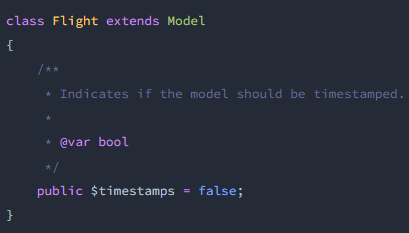 class Flight extends Model
{
    /**
     * Indicates if the model should be timestamped.
     *
     * @var bool
     */
    public $timestamps = false;
}